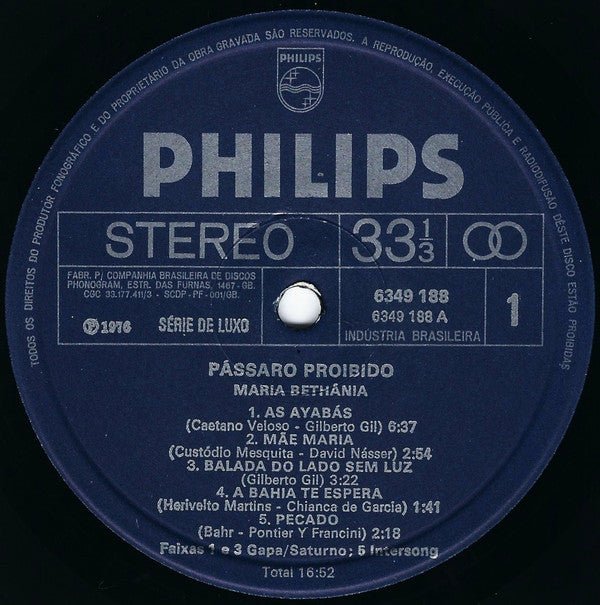 TODOS OS DIREITOS DO PRODUTOR FONOGRÁFICO E DO PROPRIETÁRIO DA OBRA GRAVADA SÃO RESERVADOS. A REPRODUÇÃO, EXECUÇÃO PÚBLICA E RADIODIFUSÃO DÊSTE DISCO ESTÃO PROIBIDAS
PHILIPS
PHILIPS
STEREO 33 1/3
FABR. P/ COMPANHIA BRASILEIRA DE DISCOS
PHONOGRAM, ESTR. DAS FURNAS, 1467-GB.
CGC 33.177.411/3 - SCDP - PF - 001/GB.
6349 188
6349 188 A
1
Ⓟ 1976 SÉRIE DE LUXO
INDÚSTRIA BRASILEIRA
PÁSSARO PROIBIDO
MARIA BETHÂNIA
1. AS AYABÁS
(Caetano Veloso - Gilberto Gil) 6:37
2. MÃE MARIA
(Custódio Mesquita - David Násser) 2:54
3. BALADA DO LADO SEM LUZ
(Gilberto Gil) 3:22
4. A BAHIA TE ESPERA
(Herivelto Martins - Chianca de Garcia) 1:41
5. PECADO
(Bahr - Pontier Y Francini) 2:18
Faixas 1 e 3 Gapa/Saturno; 5 Intersong
Total 16:52